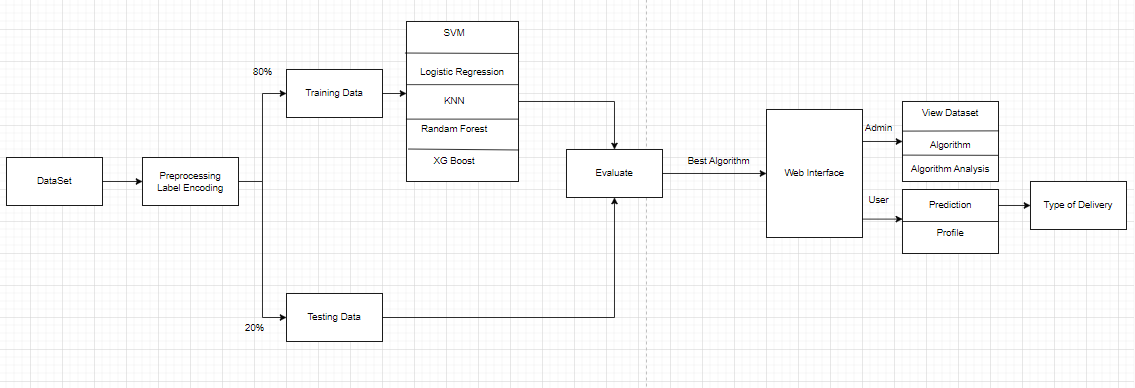 DataSet
Preprocessing
Label Encoding
80%
Training Data
20%
Testing Data
SVM
Logistic Regression
KNN
Randam Forest
XG Boost
Evaluate
Best Algorithm
Web Interface
Admin
View Dataset
Algorithm
Algorithm Analysis
User
Prediction
Profile
Type of Delivery